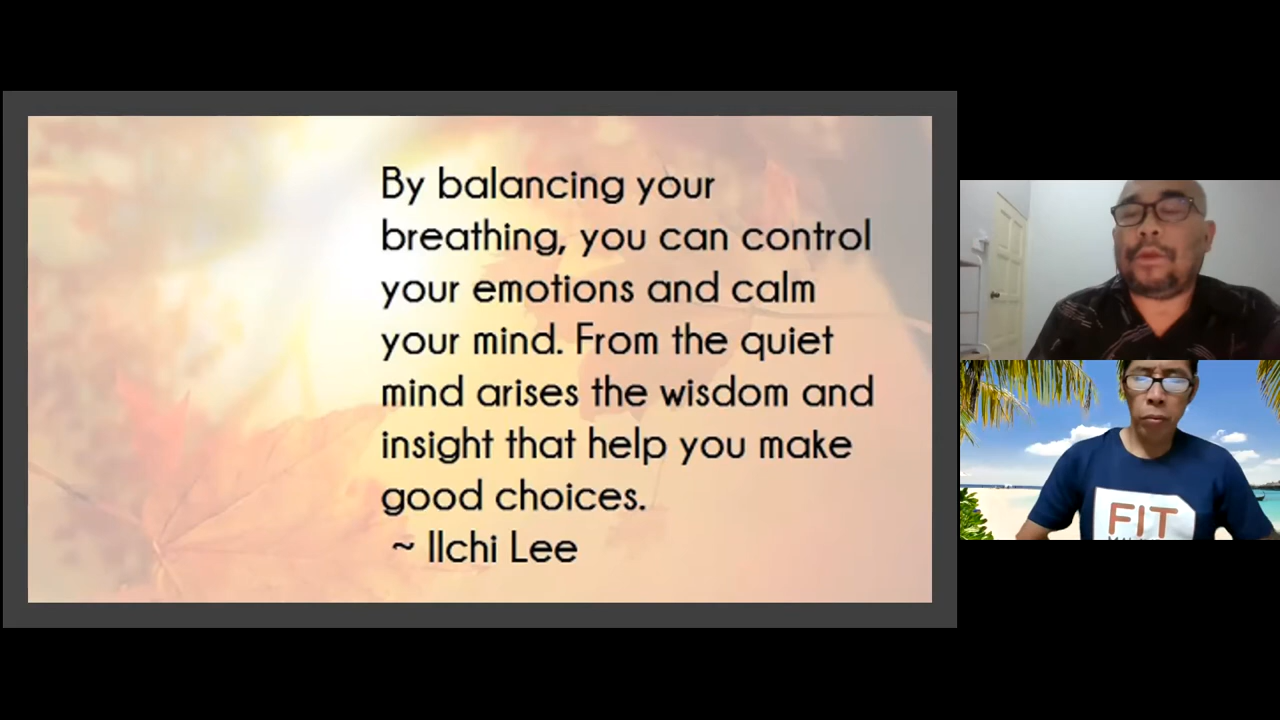 By balancing your
breathing, you can control
your emotions and calm
your mind. From the quiet
mind arises the wisdom and
insight that help you make
good choices.
~ Ilchi Lee
FIT